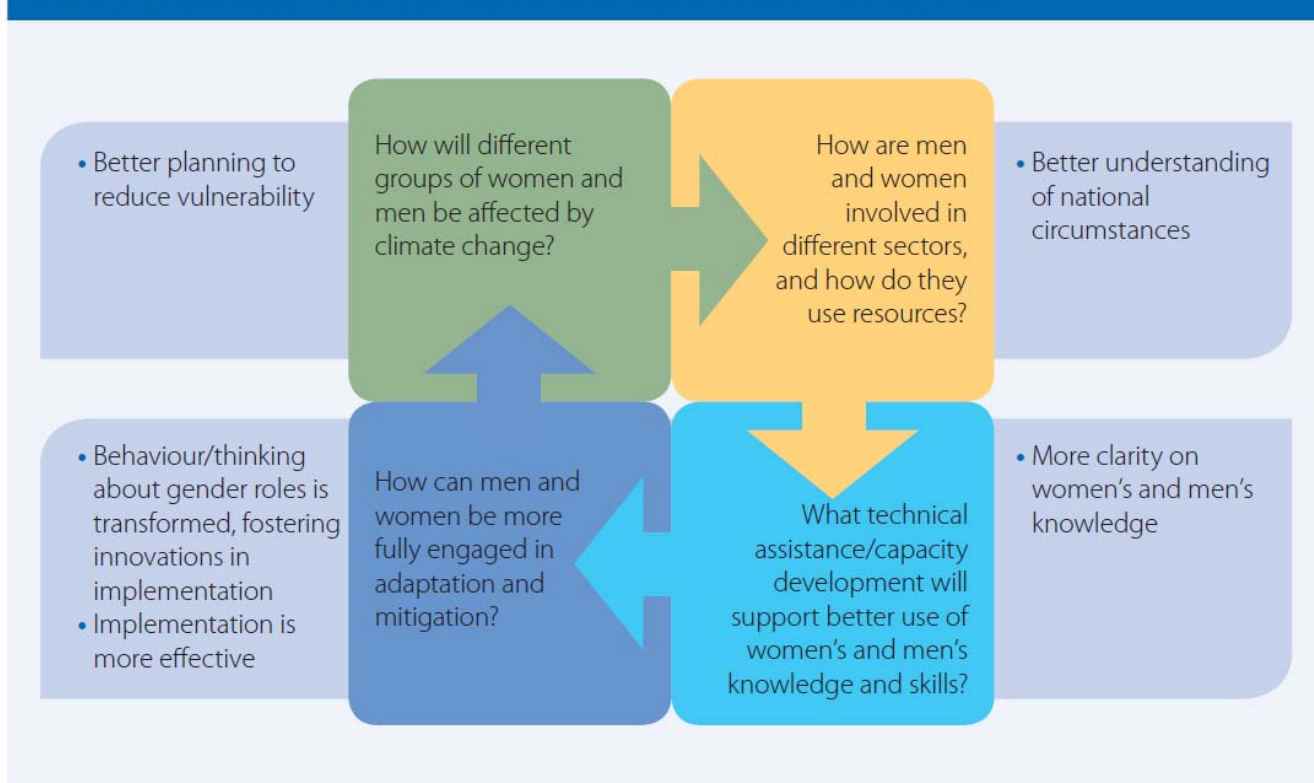 • Better planning to
reduce vulnerability
How will different
groups of women and
men be affected by
climate change?
How are men
and women
involved in
different sectors,
and how do they
use resources?
• Better understanding
of national
circumstances
• Behaviour/thinking
about gender roles is
transformed, fostering
innovations in
implementation
• Implementation is
more effective
How can men and
women be more
fully engaged in
adaptation and
mitigation?
What technical
assistance/capacity
development will
support better use of
women’s and men’s
knowledge and skills?
• More clarity on
women’s and men’s
knowledge